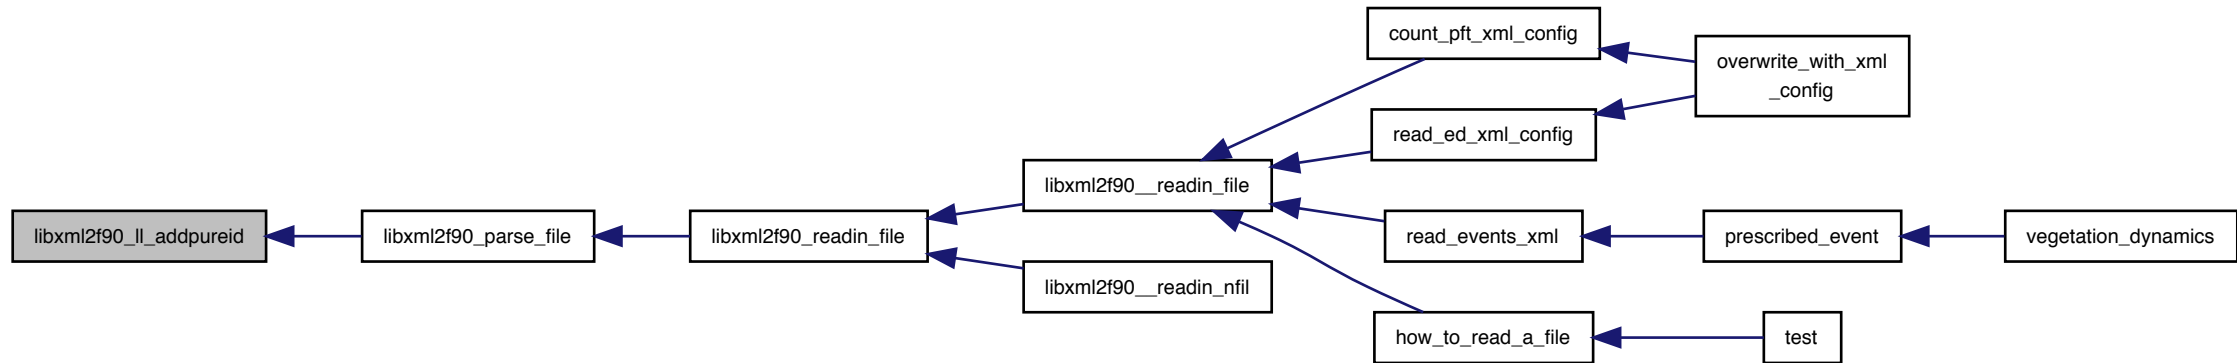 count_pft_xml_config
overwrite_with_xml
_config
read_ed_xml_config
libxml2f90__readin_file
libxml2f90_ll_addpureid
libxml2f90_parse_file
libxml2f90_readin_file
read_events_xml
prescribed_event
vegetation_dynamics
libxml2f90__readin_nfil
how_to_read_a_file
test